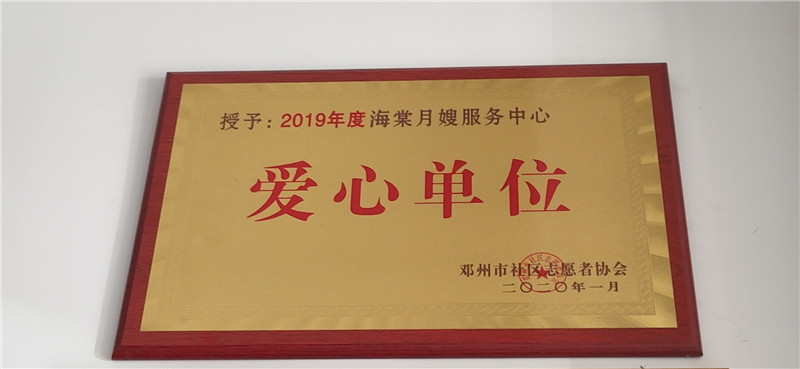 授予：2019年度海棠月嫂服务中心
爱心单位
邓州市社区志愿者协会
二〇二〇年一月